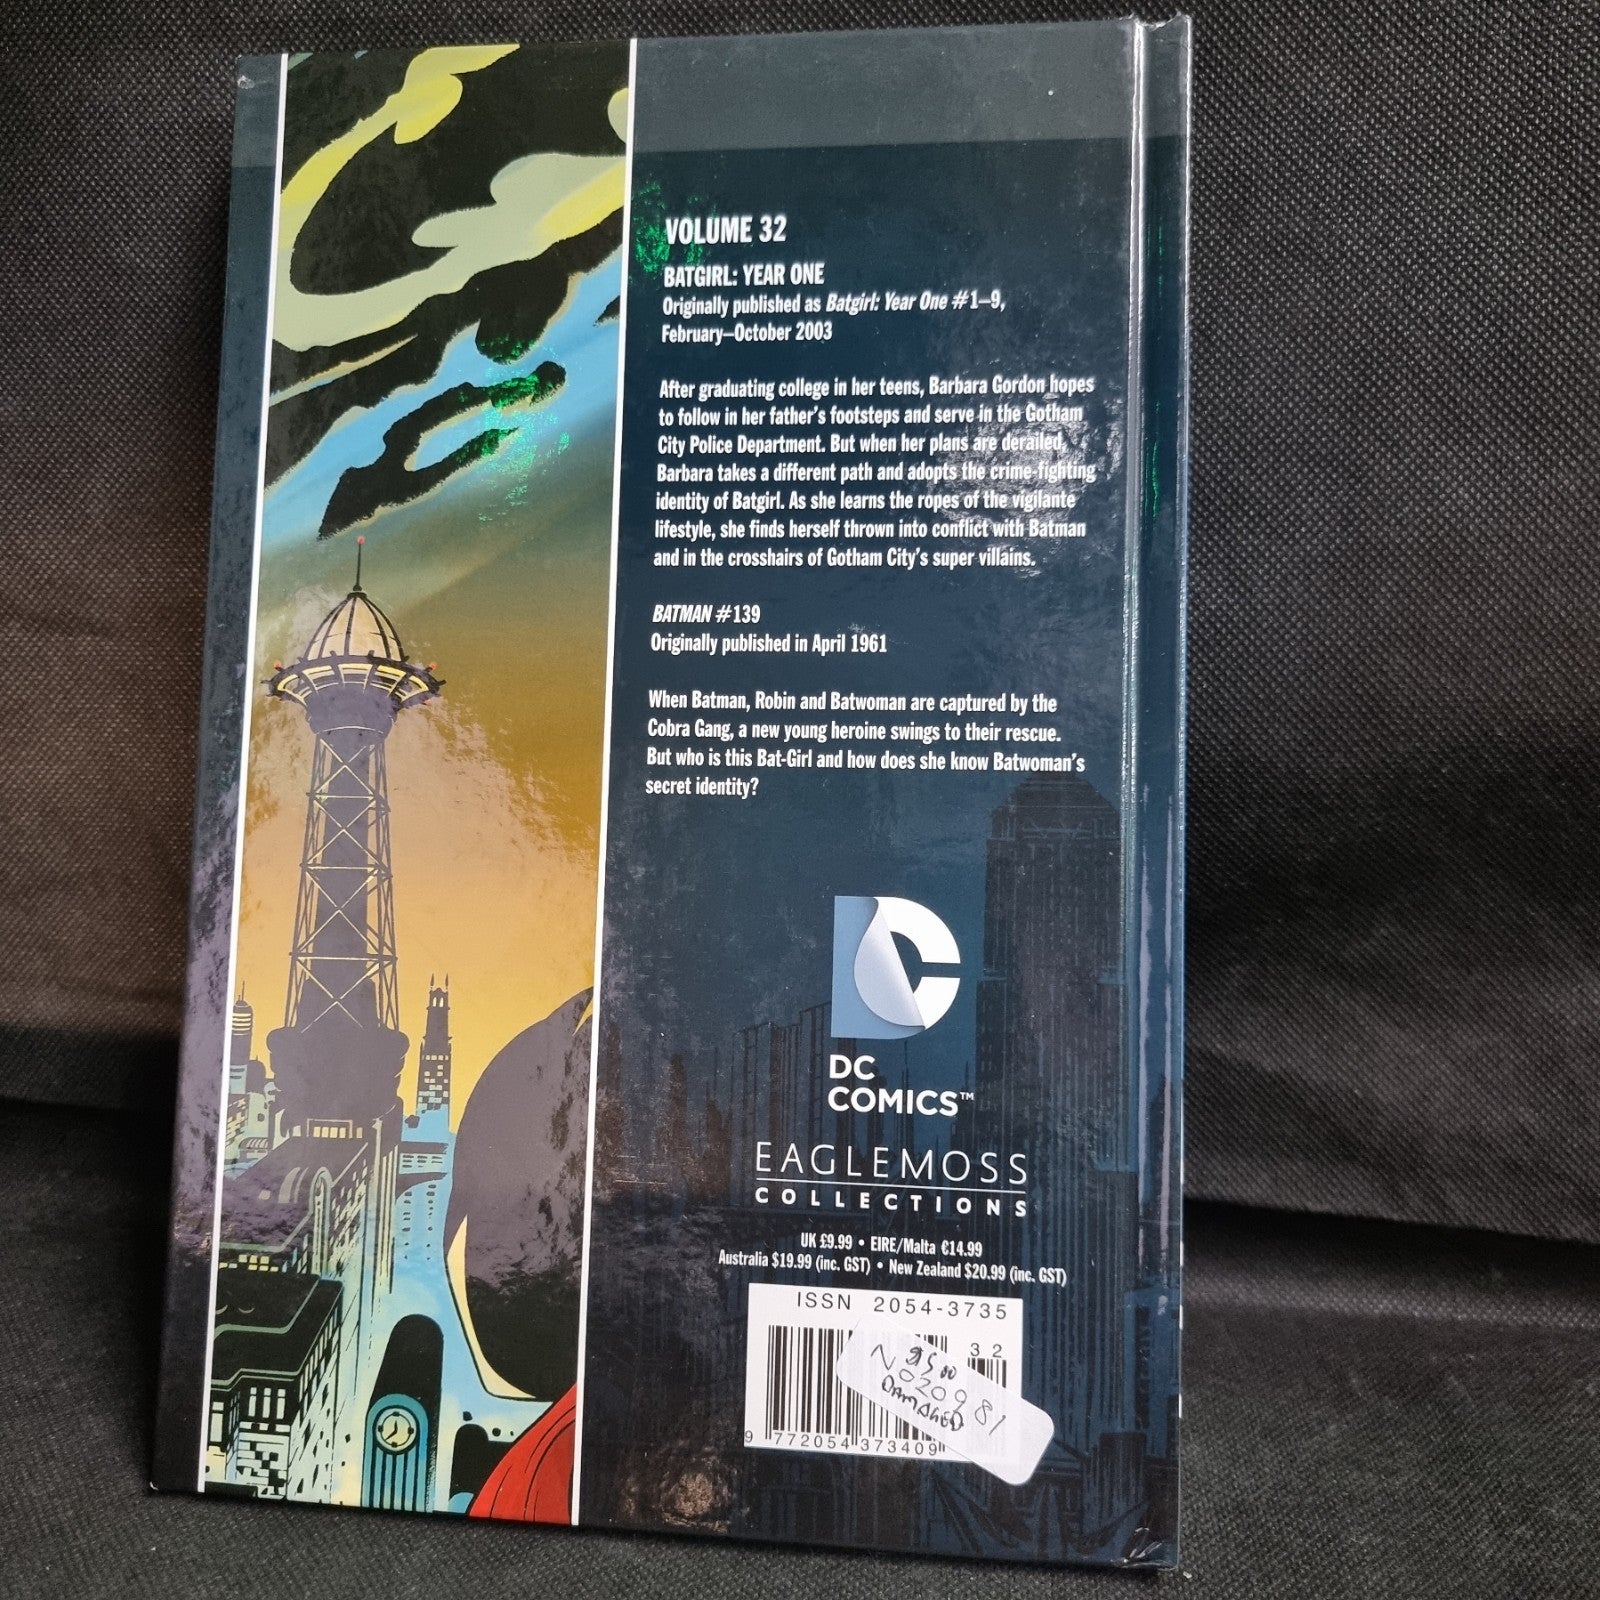 VOLUME 32
BATGIRL: YEAR ONE
Originally published as Batgirl: Year One #1–9,
February–October 2003
After graduating college in her teens, Barbara Gordon hopes
to follow in her father's footsteps and serve in the Gotham
City Police Department. But when her plans are derailed,
Barbara takes a different path and adopts the crime-fighting
identity of Batgirl. As she learns the ropes of the vigilante
lifestyle, she finds herself thrown into conflict with Batman
and in the crosshairs of Gotham City's super villains.
BATMAN #139
Originally published in April 1961
When Batman, Robin and Batwoman are captured by the
Cobra Gang, a new young heroine swings to their rescue.
But who is this Bat-Girl and how does she know Batwoman's
secret identity?
DC
COMICS™
EAGLEMOSS
COLLECTIONS
UK £9.99 • EIRE/Malta €14.99
Australia $19.99 (inc. GST) • New Zealand $20.99 (inc. GST)
ISSN 2054-3735
32
N020981
DAMAGED
9 772054 373409